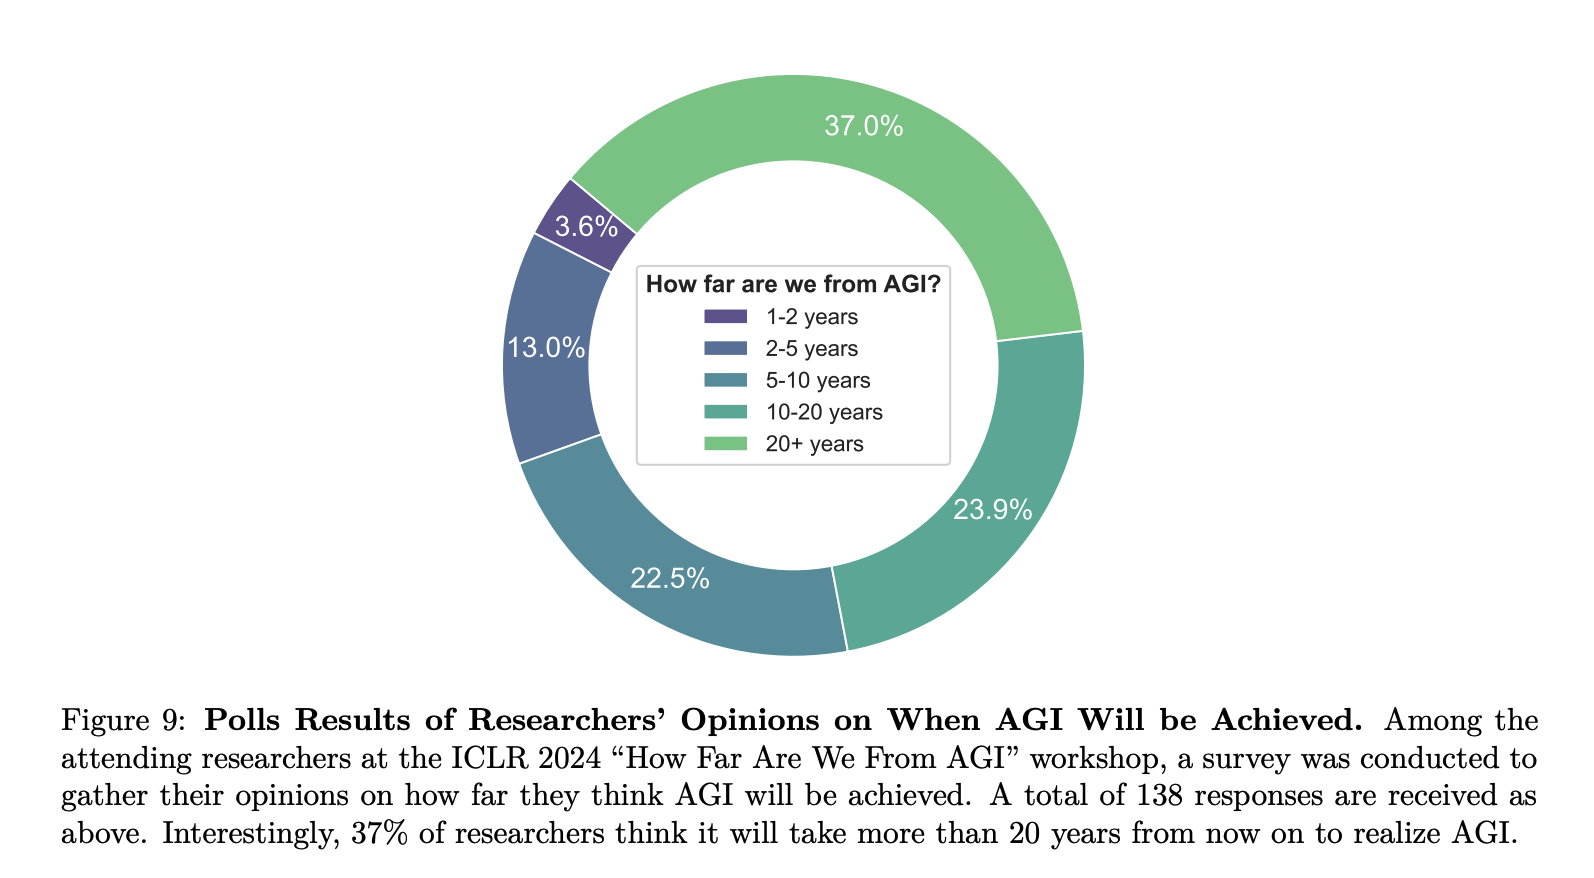 37.0%
3.6%
How far are we from AGI?
1-2 years
13.0%
2-5 years
5-10 years
10-20 years
20+ years
23.9%
22.5%
Figure 9: Polls Results of Researchers' Opinions on When AGI Will be Achieved. Among the
attending researchers at the ICLR 2024 “How Far Are We From AGI” workshop, a survey was conducted to
gather their opinions on how far they think AGI will be achieved. A total of 138 responses are received as
above. Interestingly, 37% of researchers think it will take more than 20 years from now on to realize AGI.